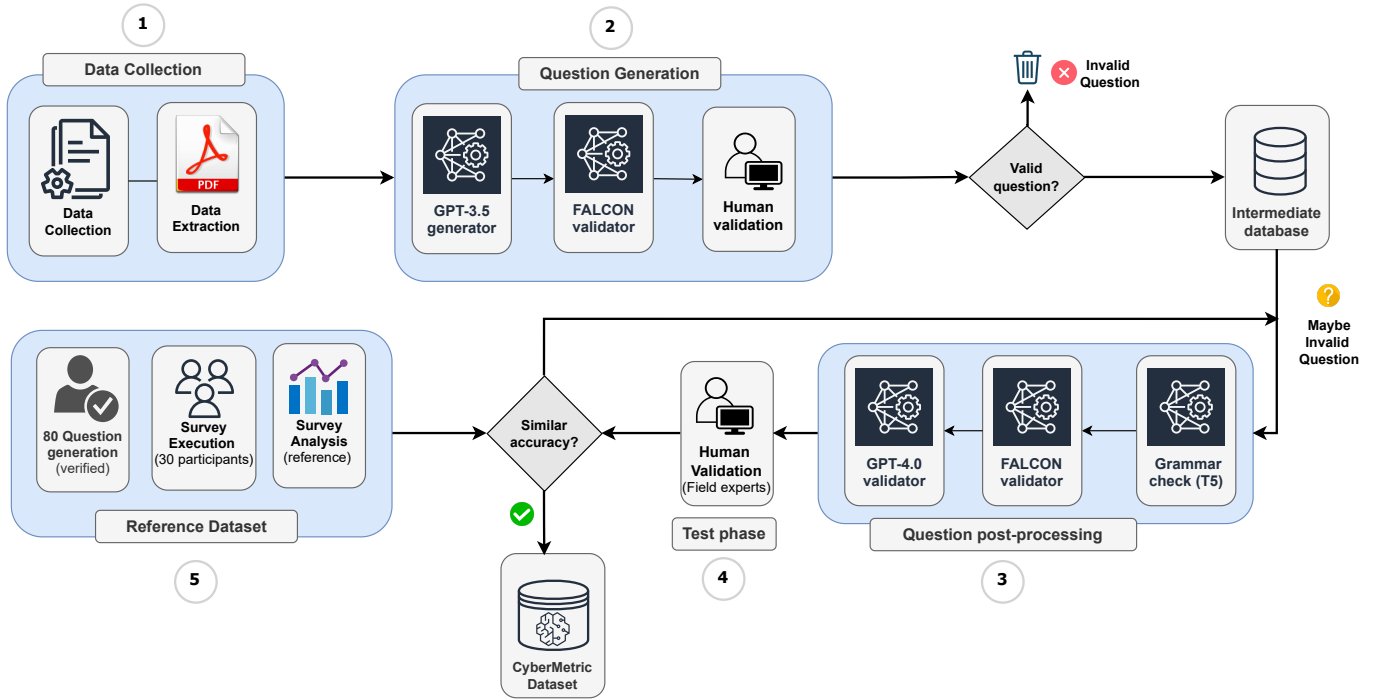 1
Data Collection
Data
Collection
PDF
Data
Extraction
2
Question Generation
GPT-3.5
generator
FALCON
validator
Human
validation
Invalid
Question
Valid
question?
Intermediate
database
?
Maybe
Invalid
Question
80 Question
generation
(verified)
Survey
Execution
(30 participants)
Survey
Analysis
(reference)
Reference Dataset
5
Similar
accuracy?
CyberMetric
Dataset
Human
Validation
(Field experts)
Test phase
4
GPT-4.0
validator
FALCON
validator
Grammar
check (T5)
Question post-processing
3